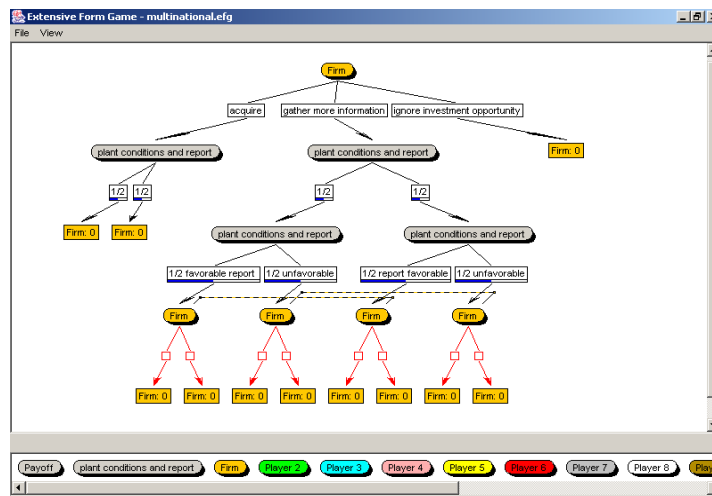 Extensive Form Game - multinational.efg
File View
Firm
acquire gather more information ignore investment opportunity
plant conditions and report plant conditions and report Firm: 0
1/2 1/2 1/2 1/2
Firm: 0 Firm: 0
plant conditions and report plant conditions and report
1/2 favorable report 1/2 unfavorable 1/2 report favorable 1/2 unfavorable
Firm Firm Firm Firm
Firm: 0 Firm: 0 Firm: 0 Firm: 0 Firm: 0 Firm: 0 Firm: 0 Firm: 0
Payoff plant conditions and report Firm Player 2 Player 3 Player 4 Player 5 Player 6 Player 7 Player 8 Play